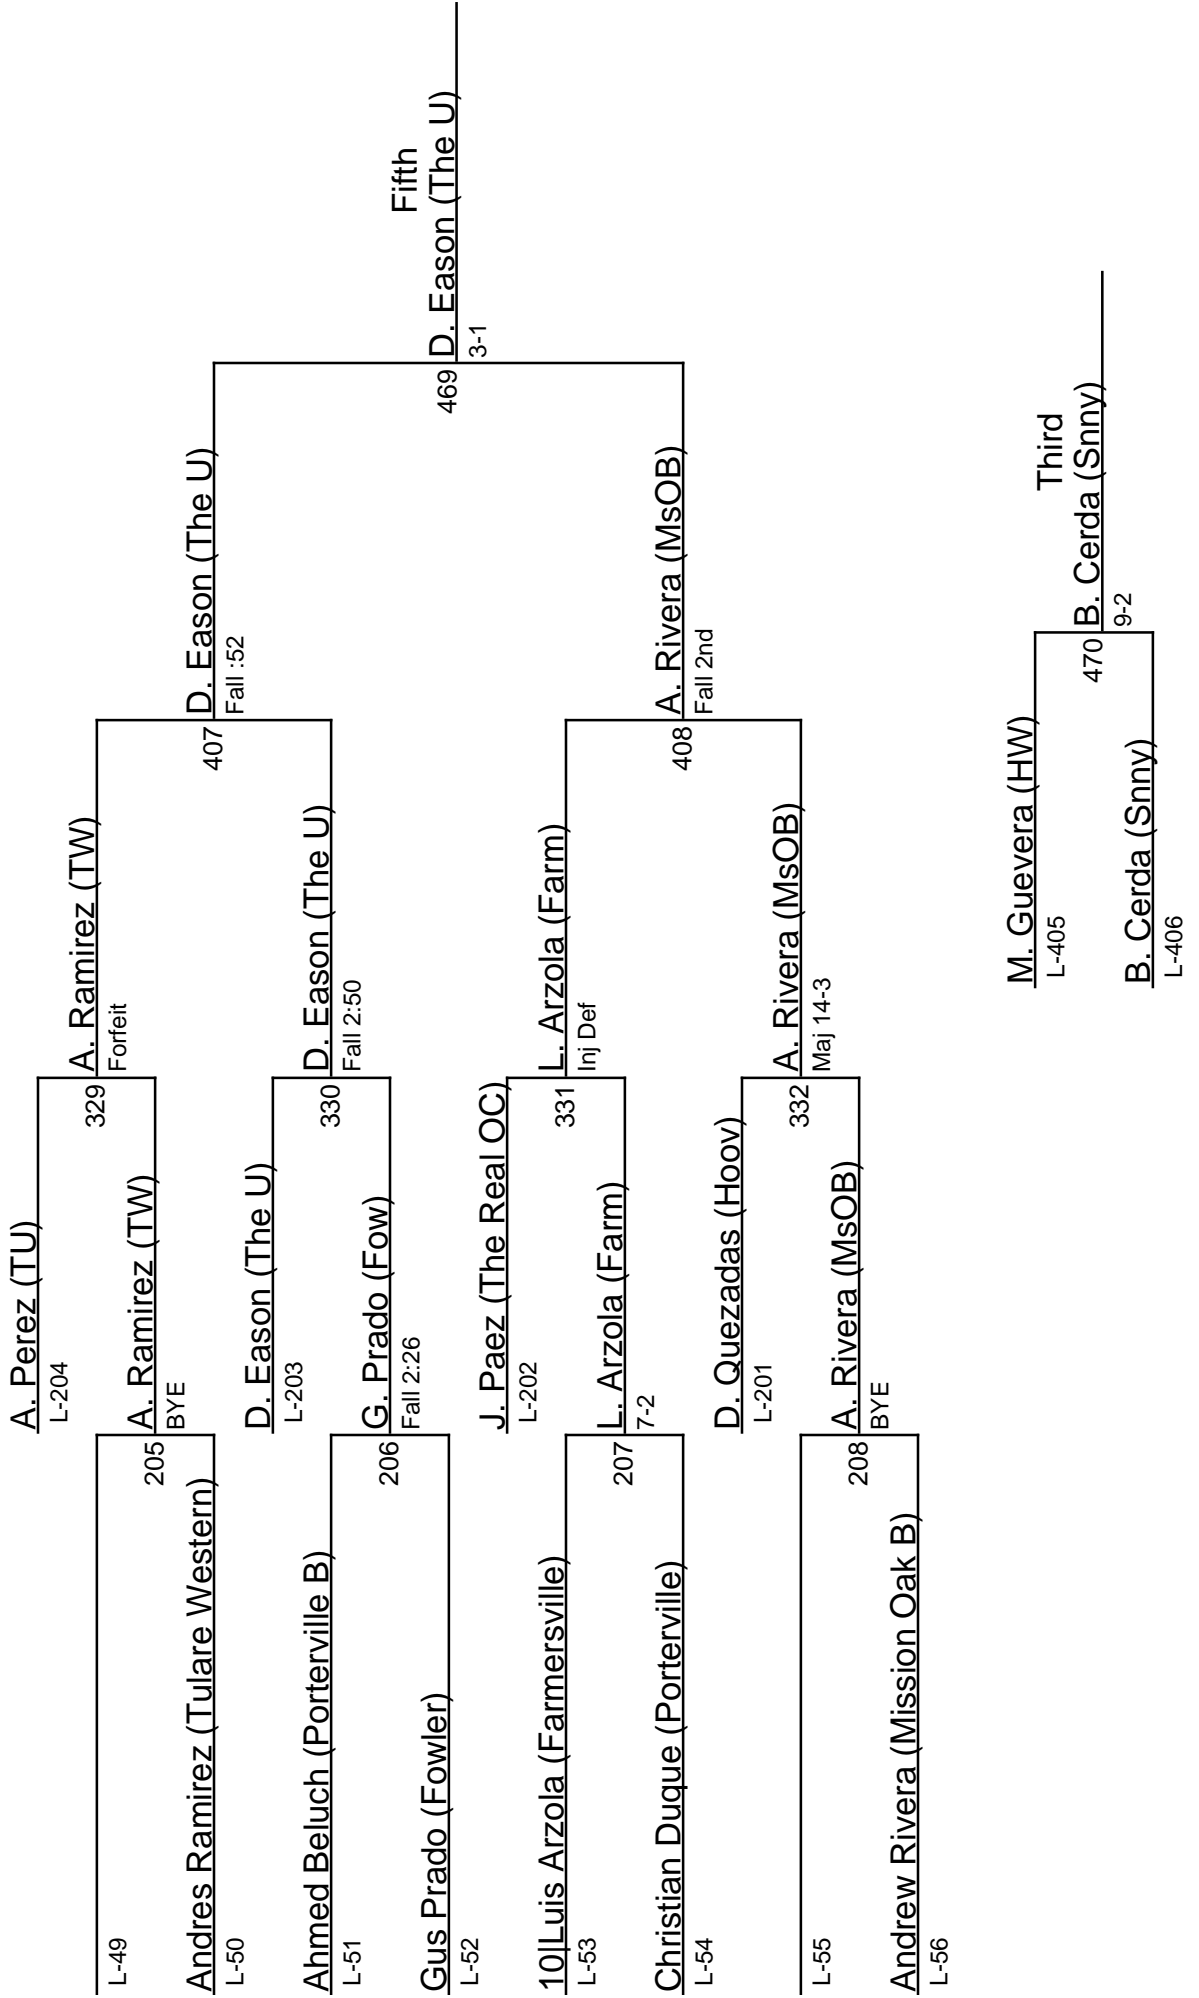 L-49
Andres Ramirez (Tulare Western)
L-50
Ahmed Beluch (Porterville B)
L-51
Gus Prado (Fowler)
L-52
10|Luis Arzola (Farmersville)
L-53
Christian Duque (Porterville)
L-54
L-55
Andrew Rivera (Mission Oak B)
L-56
A. Perez (TU)
L-204
205
A. Ramirez (TW)
BYE
D. Eason (The U)
L-203
206
G. Prado (Fow)
Fall 2:26
J. Paez (The Real OC)
L-202
207
L. Arzola (Farm)
7-2
D. Quezadas (Hoov)
L-201
208
A. Rivera (MsOB)
BYE
329
A. Ramirez (TW)
Forfeit
330
D. Eason (The U)
Fall 2:50
331
L. Arzola (Farm)
Inj Def
332
A. Rivera (MsOB)
Maj 14-3
407
D. Eason (The U)
Fall :52
408
A. Rivera (MsOB)
Fall 2nd
469
Fifth
D. Eason (The U)
3-1
M. Guevera (HW)
L-405
B. Cerda (Snny)
L-406
470
Third
B. Cerda (Snny)
9-2